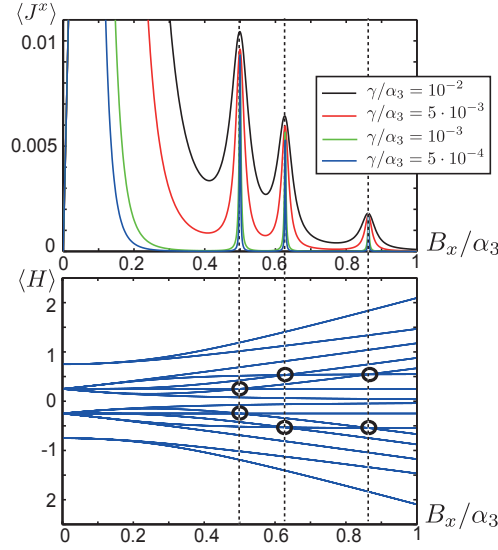 ⟨J^x⟩
0.01
0.005
0
γ/α₃ = 10⁻²
γ/α₃ = 5 · 10⁻³
γ/α₃ = 10⁻³
γ/α₃ = 5 · 10⁻⁴
0 0.2 0.4 0.6 0.8 1
B_x/α₃
⟨H⟩
2
1
0
-1
2
0 0.2 0.4 0.6 0.8 1
B_x/α₃